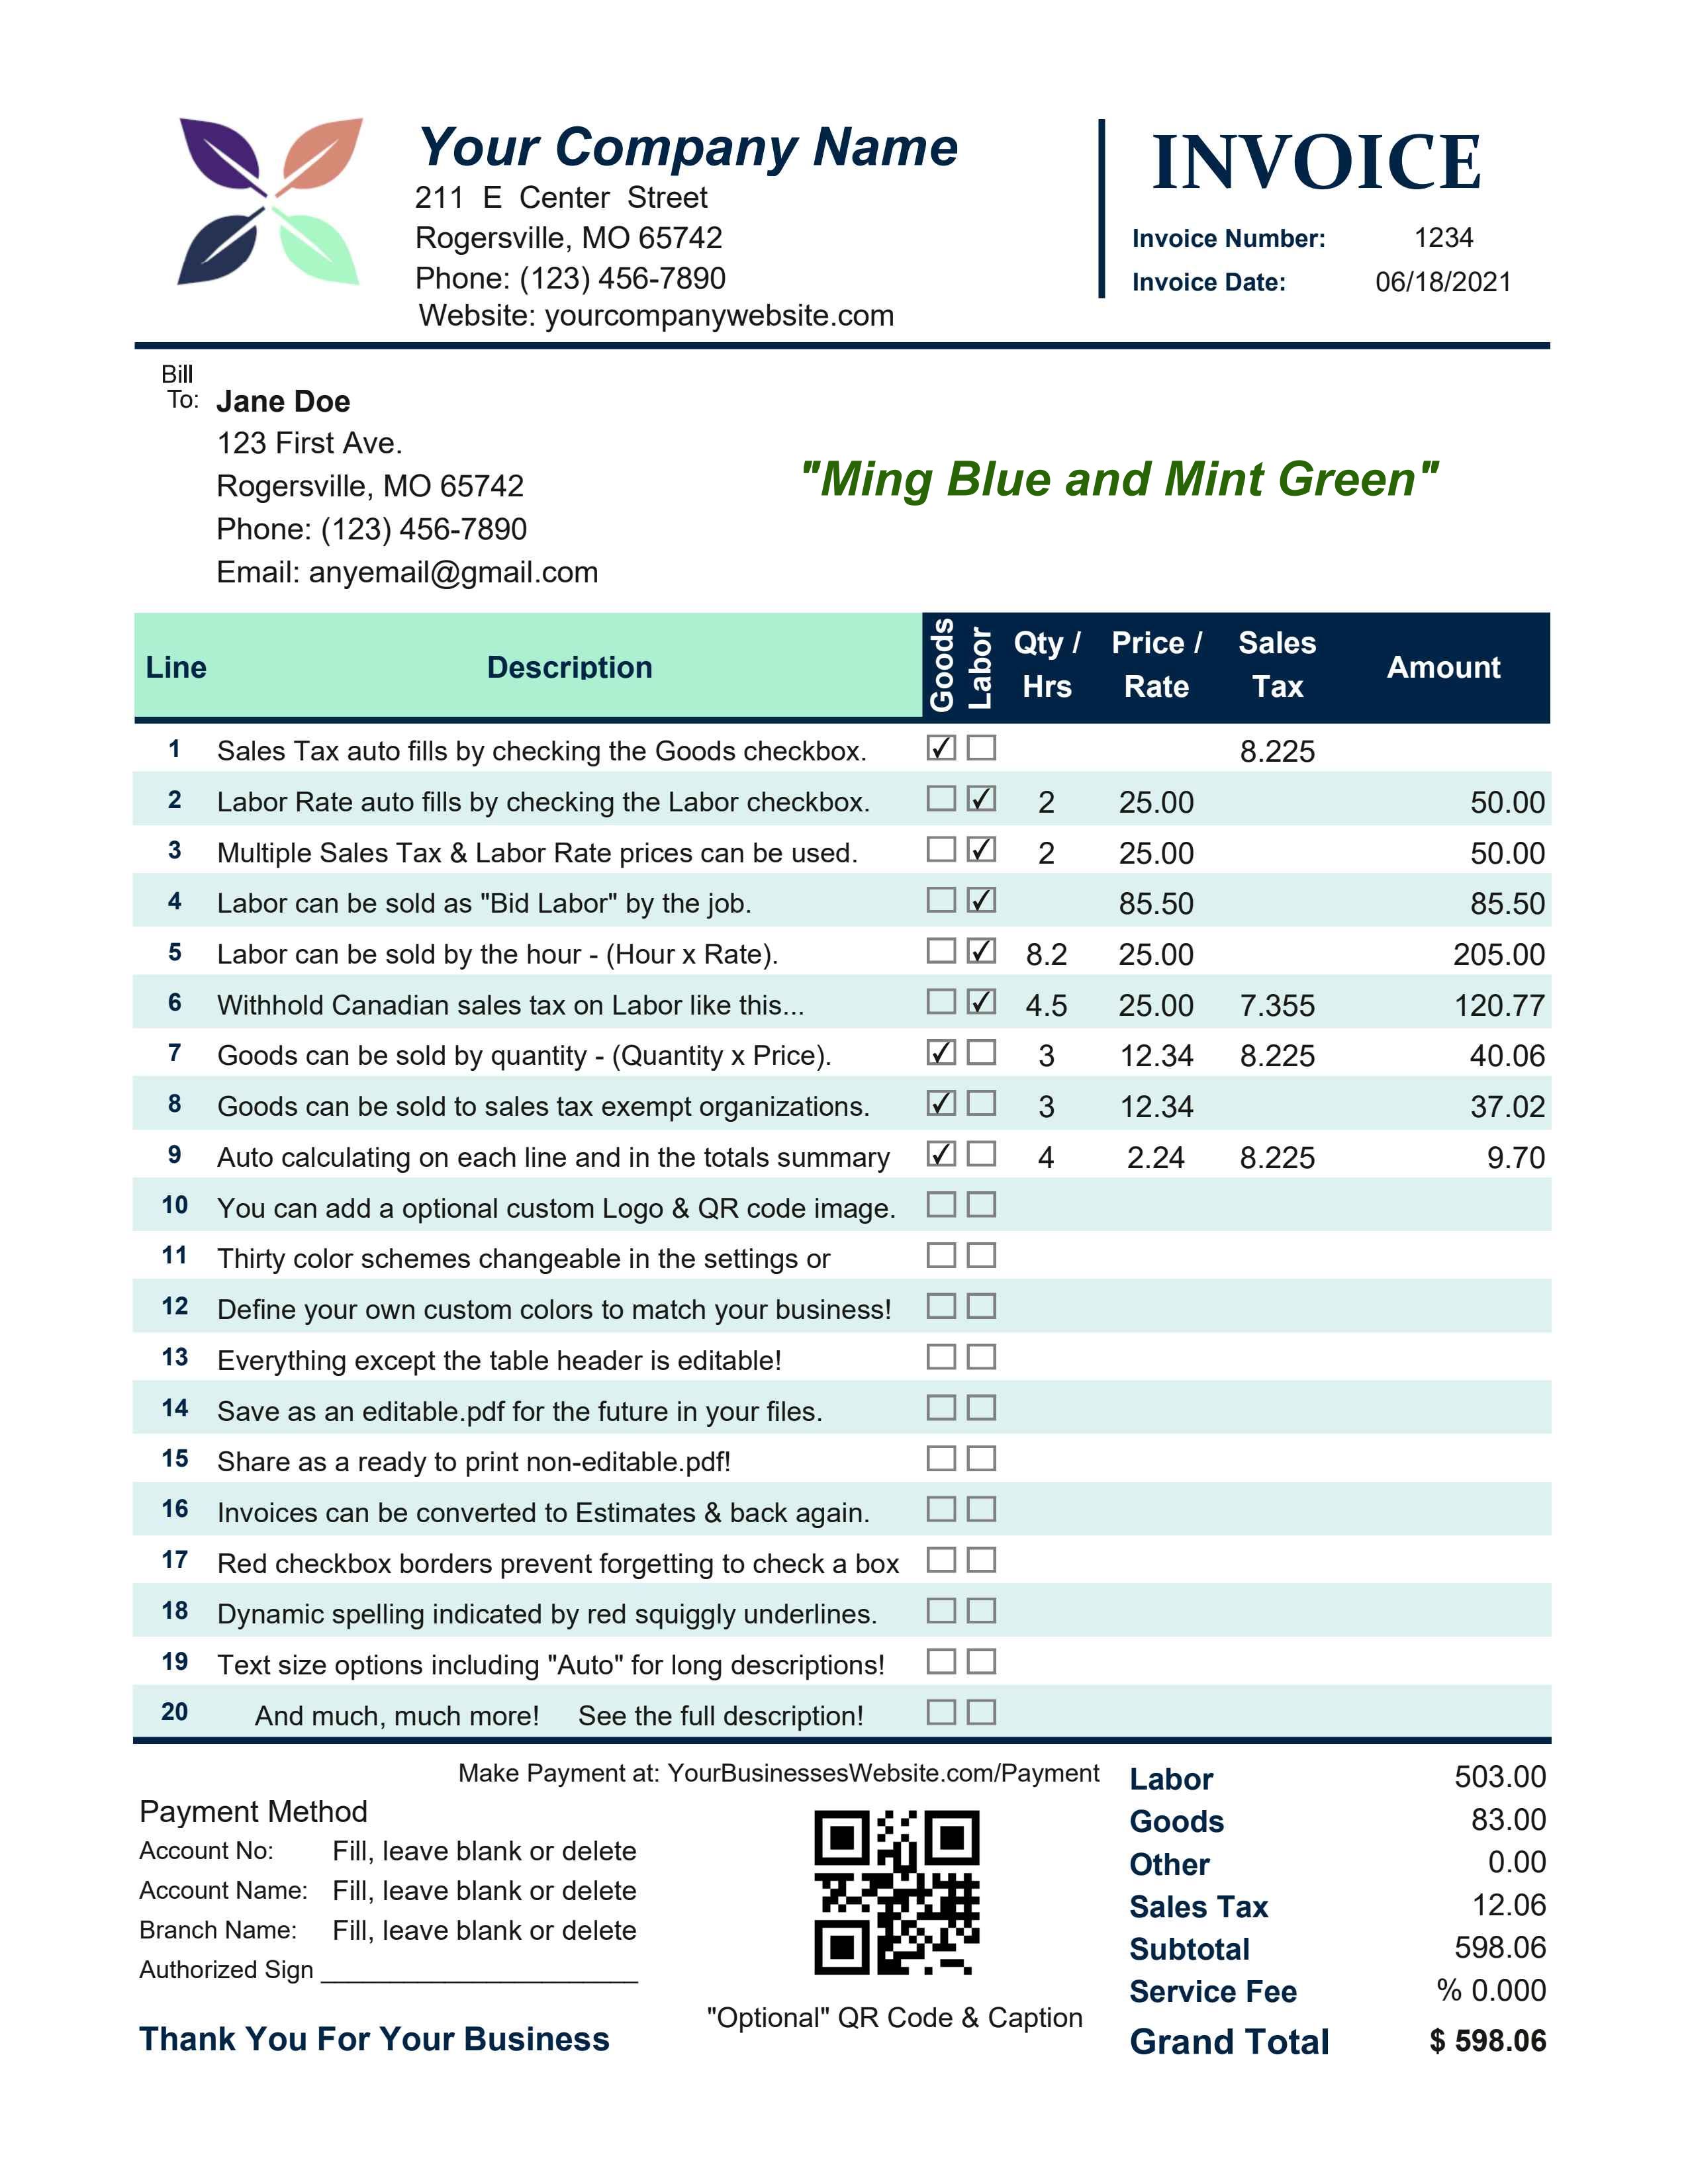 Your Company Name
211 E Center Street
Rogersville, MO 65742
Phone: (123) 456-7890
Website: yourcompanywebsite.com
INVOICE
Invoice Number: 1234
Invoice Date: 06/18/2021
Bill
To: Jane Doe
123 First Ave.
Rogersville, MO 65742
Phone: (123) 456-7890
Email: anyemail@gmail.com
"Ming Blue and Mint Green"
Line Description Goods Labor Qty / Hrs Price / Rate Sales Tax Amount
1 Sales Tax auto fills by checking the Goods checkbox. ✓ 8.225
2 Labor Rate auto fills by checking the Labor checkbox. ✓ 2 25.00 50.00
3 Multiple Sales Tax & Labor Rate prices can be used. ✓ 2 25.00 50.00
4 Labor can be sold as "Bid Labor" by the job. ✓ 85.50 85.50
5 Labor can be sold by the hour - (Hour x Rate). ✓ 8.2 25.00 205.00
6 Withhold Canadian sales tax on Labor like this... ✓ 4.5 25.00 7.355 120.77
7 Goods can be sold by quantity - (Quantity x Price). ✓ 3 12.34 8.225 40.06
8 Goods can be sold to sales tax exempt organizations. ✓ 3 12.34 37.02
9 Auto calculating on each line and in the totals summary ✓ 4 2.24 8.225 9.70
10 You can add a optional custom Logo & QR code image.
11 Thirty color schemes changeable in the settings or
12 Define your own custom colors to match your business!
13 Everything except the table header is editable!
14 Save as an editable.pdf for the future in your files.
15 Share as a ready to print non-editable.pdf!
16 Invoices can be converted to Estimates & back again.
17 Red checkbox borders prevent forgetting to check a box
18 Dynamic spelling indicated by red squiggly underlines.
19 Text size options including "Auto" for long descriptions!
20 And much, much more! See the full description!
Make Payment at: YourBusinessesWebsite.com/Payment
Payment Method
Account No: Fill, leave blank or delete
Account Name: Fill, leave blank or delete
Branch Name: Fill, leave blank or delete
Authorized Sign
Thank You For Your Business
"Optional" QR Code & Caption
Labor 503.00
Goods 83.00
Other 0.00
Sales Tax 12.06
Subtotal 598.06
Service Fee % 0.000
Grand Total $ 598.06